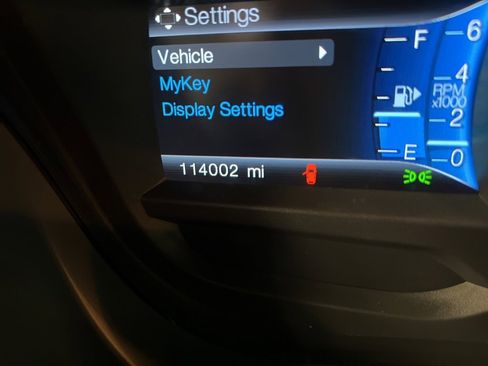 Settings
Vehicle
MyKey
Display Settings
F
E
6
4
RPM
x1000
2
0
114002 mi